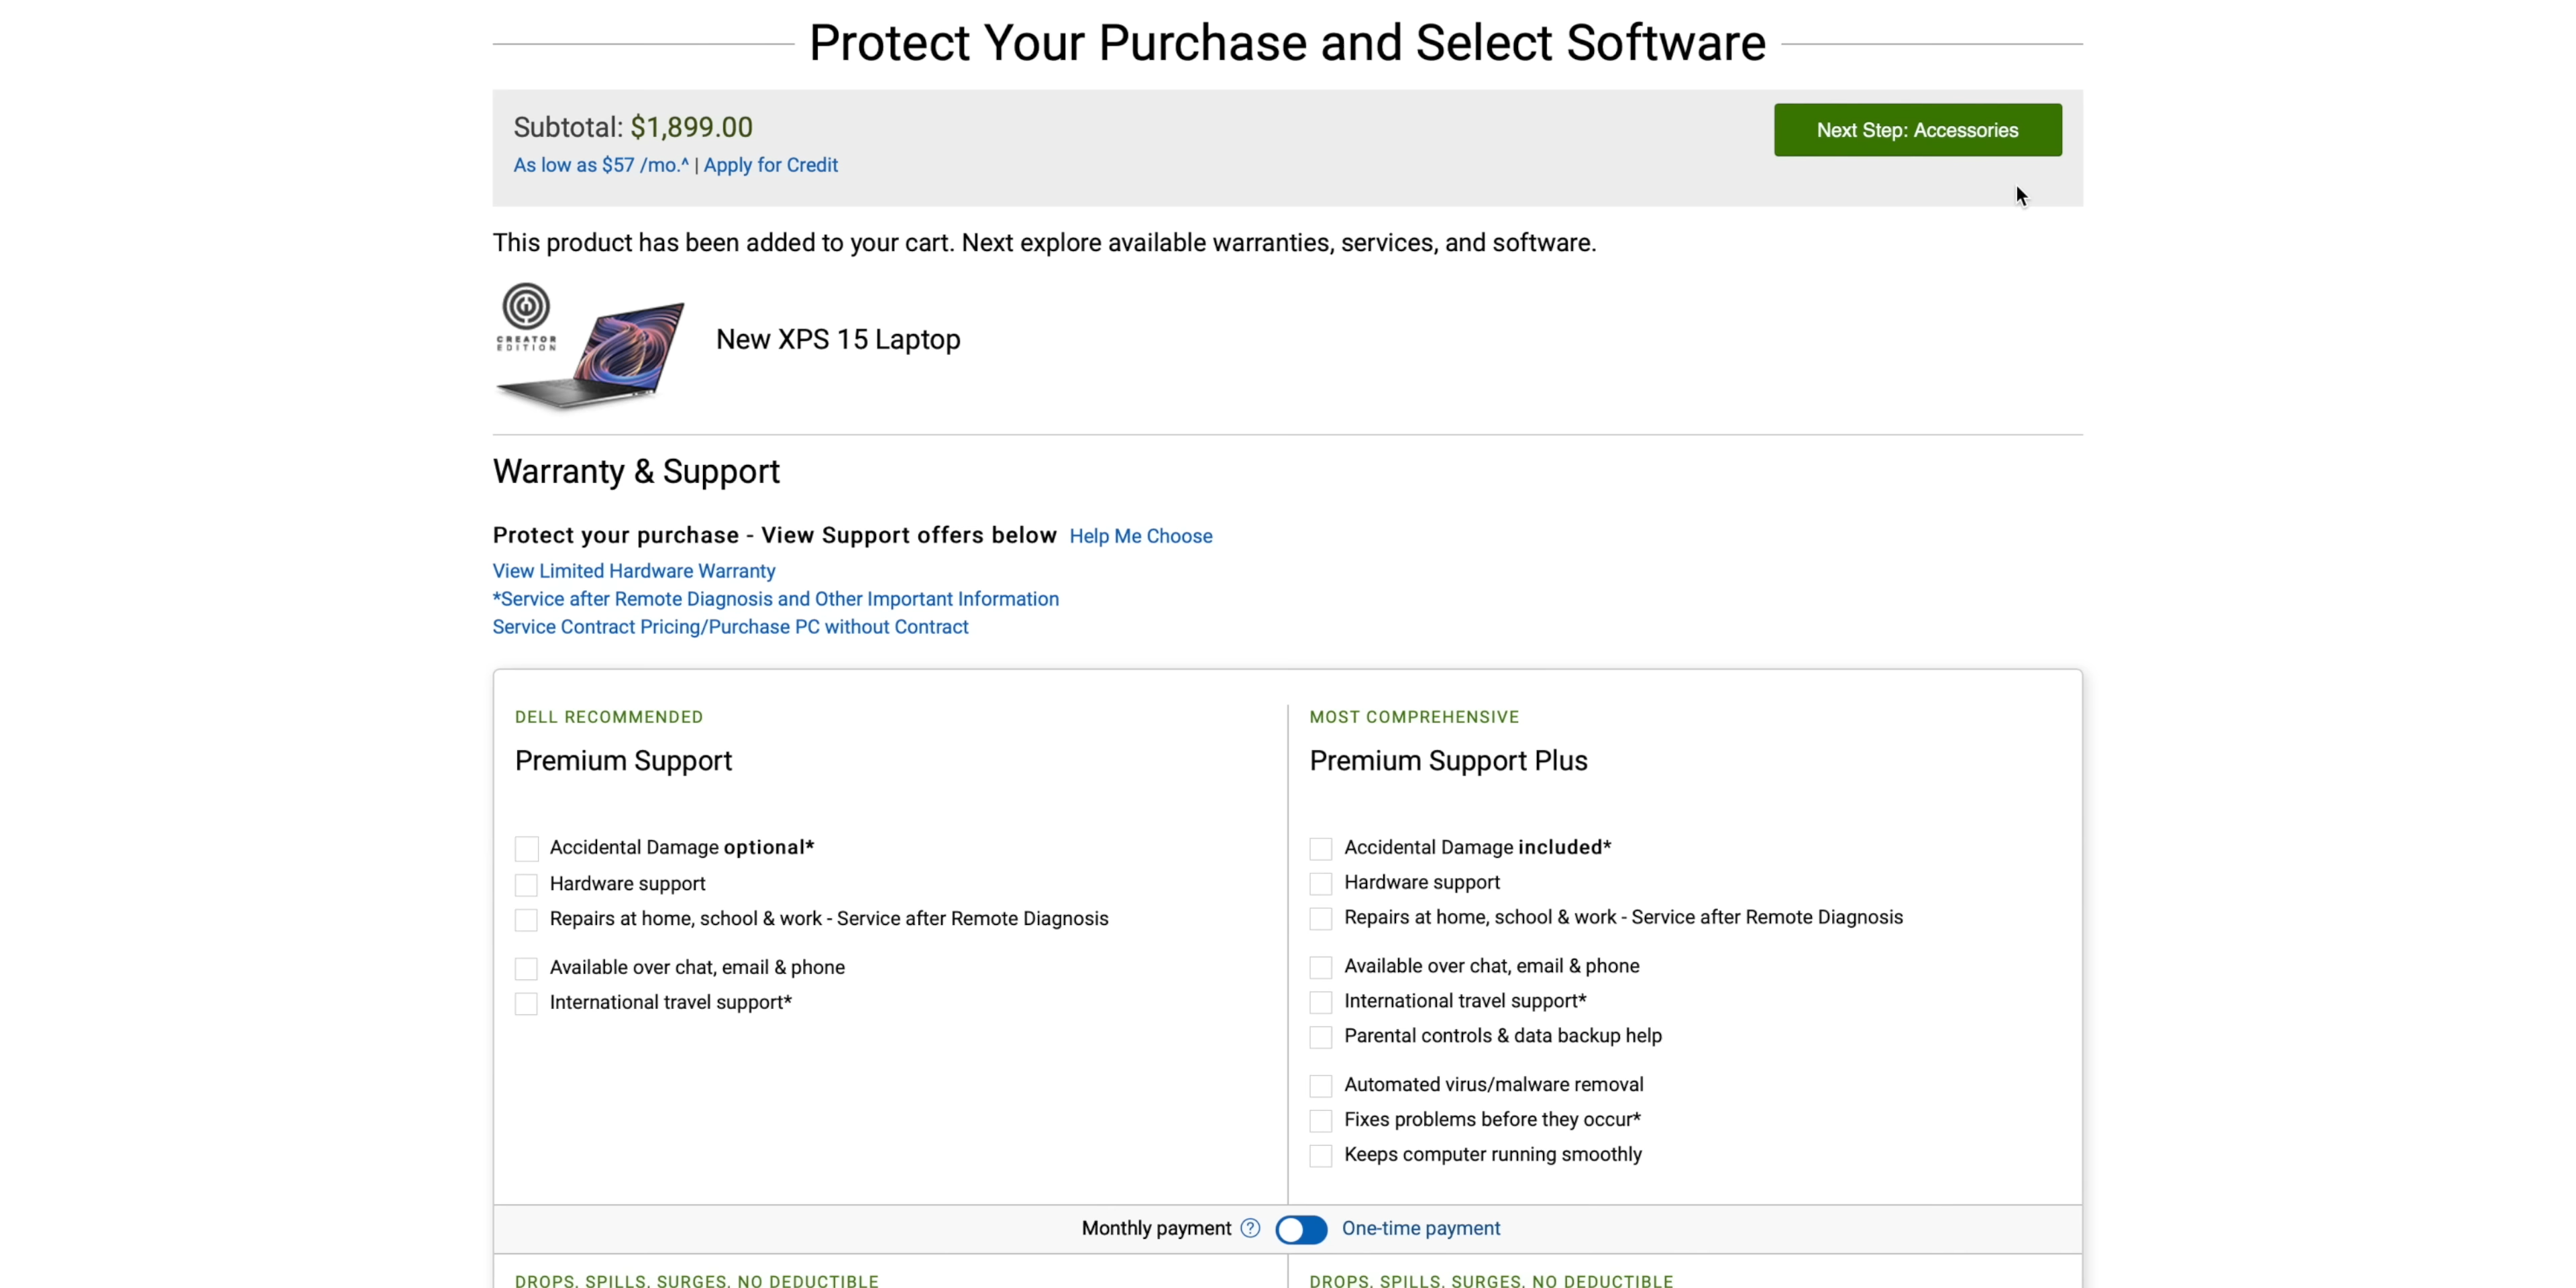 Protect Your Purchase and Select Software
Subtotal: $1,899.00
Next Step: Accessories
As low as $57 /mo.^ | Apply for Credit
This product has been added to your cart. Next explore available warranties, services, and software.
CREATOR
EDITION
New XPS 15 Laptop
Warranty & Support
Protect your purchase - View Support offers below Help Me Choose
View Limited Hardware Warranty
*Service after Remote Diagnosis and Other Important Information
Service Contract Pricing/Purchase PC without Contract
DELL RECOMMENDED
Premium Support
Accidental Damage optional*
Hardware support
Repairs at home, school & work - Service after Remote Diagnosis
Available over chat, email & phone
International travel support*
MOST COMPREHENSIVE
Premium Support Plus
Accidental Damage included*
Hardware support
Repairs at home, school & work - Service after Remote Diagnosis
Available over chat, email & phone
International travel support*
Parental controls & data backup help
Automated virus/malware removal
Fixes problems before they occur*
Keeps computer running smoothly
Monthly payment ? One-time payment
DROPS, SPILLS, SURGES, NO DEDUCTIBLE
DROPS, SPILLS, SURGES, NO DEDUCTIBLE